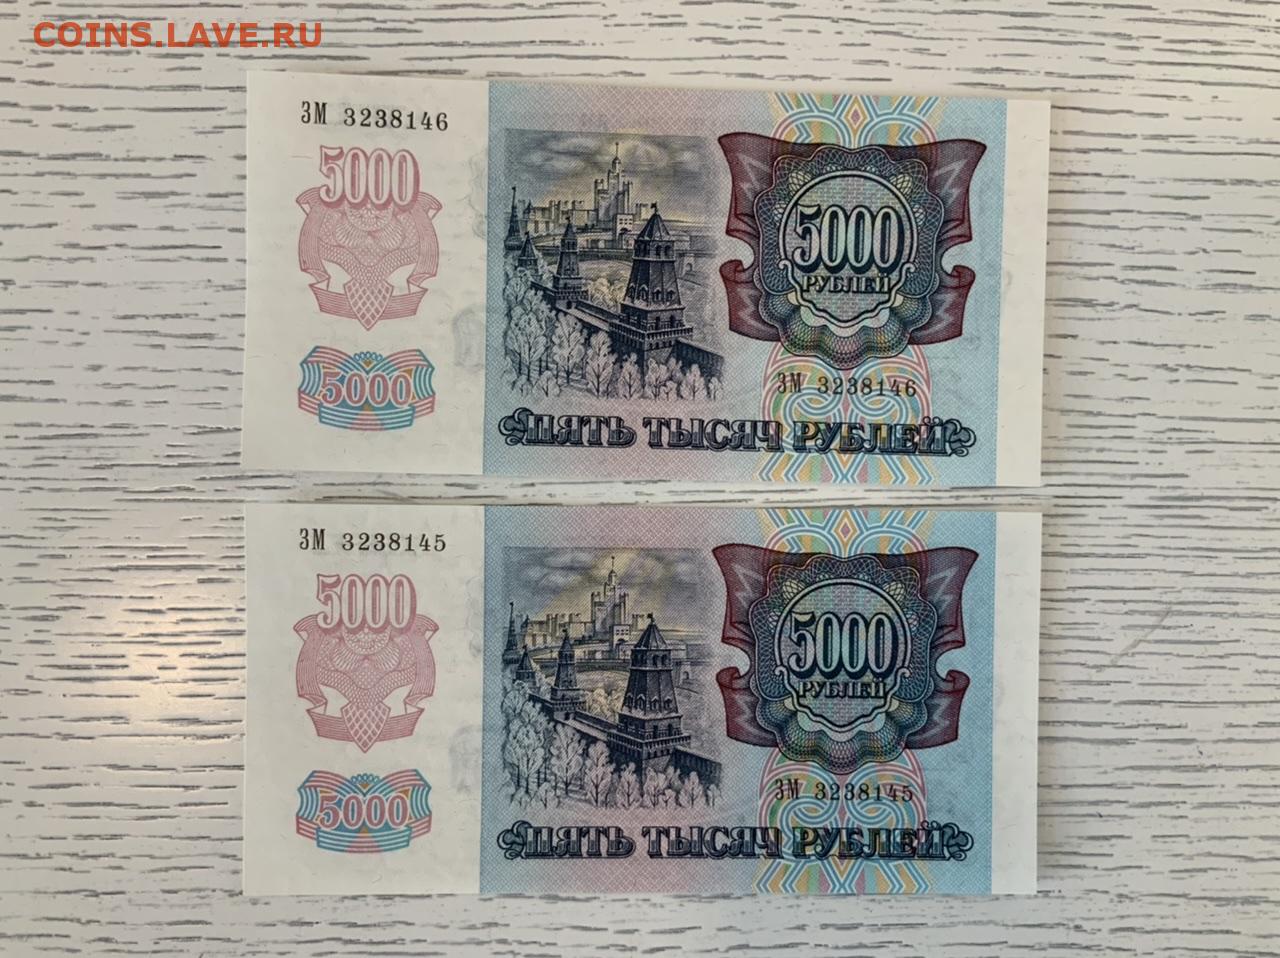 COINS.LAVE.RU
ЗМ 3238146
5000
5000
РУБЛЕЙ
5000
ЗМ 3238146
ПЯТЬ ТЫСЯЧ РУБЛЕЙ
ЗМ 3238145
5000
5000
РУБЛЕЙ
5000
ЗМ 3238145
ПЯТЬ ТЫСЯЧ РУБЛЕЙ